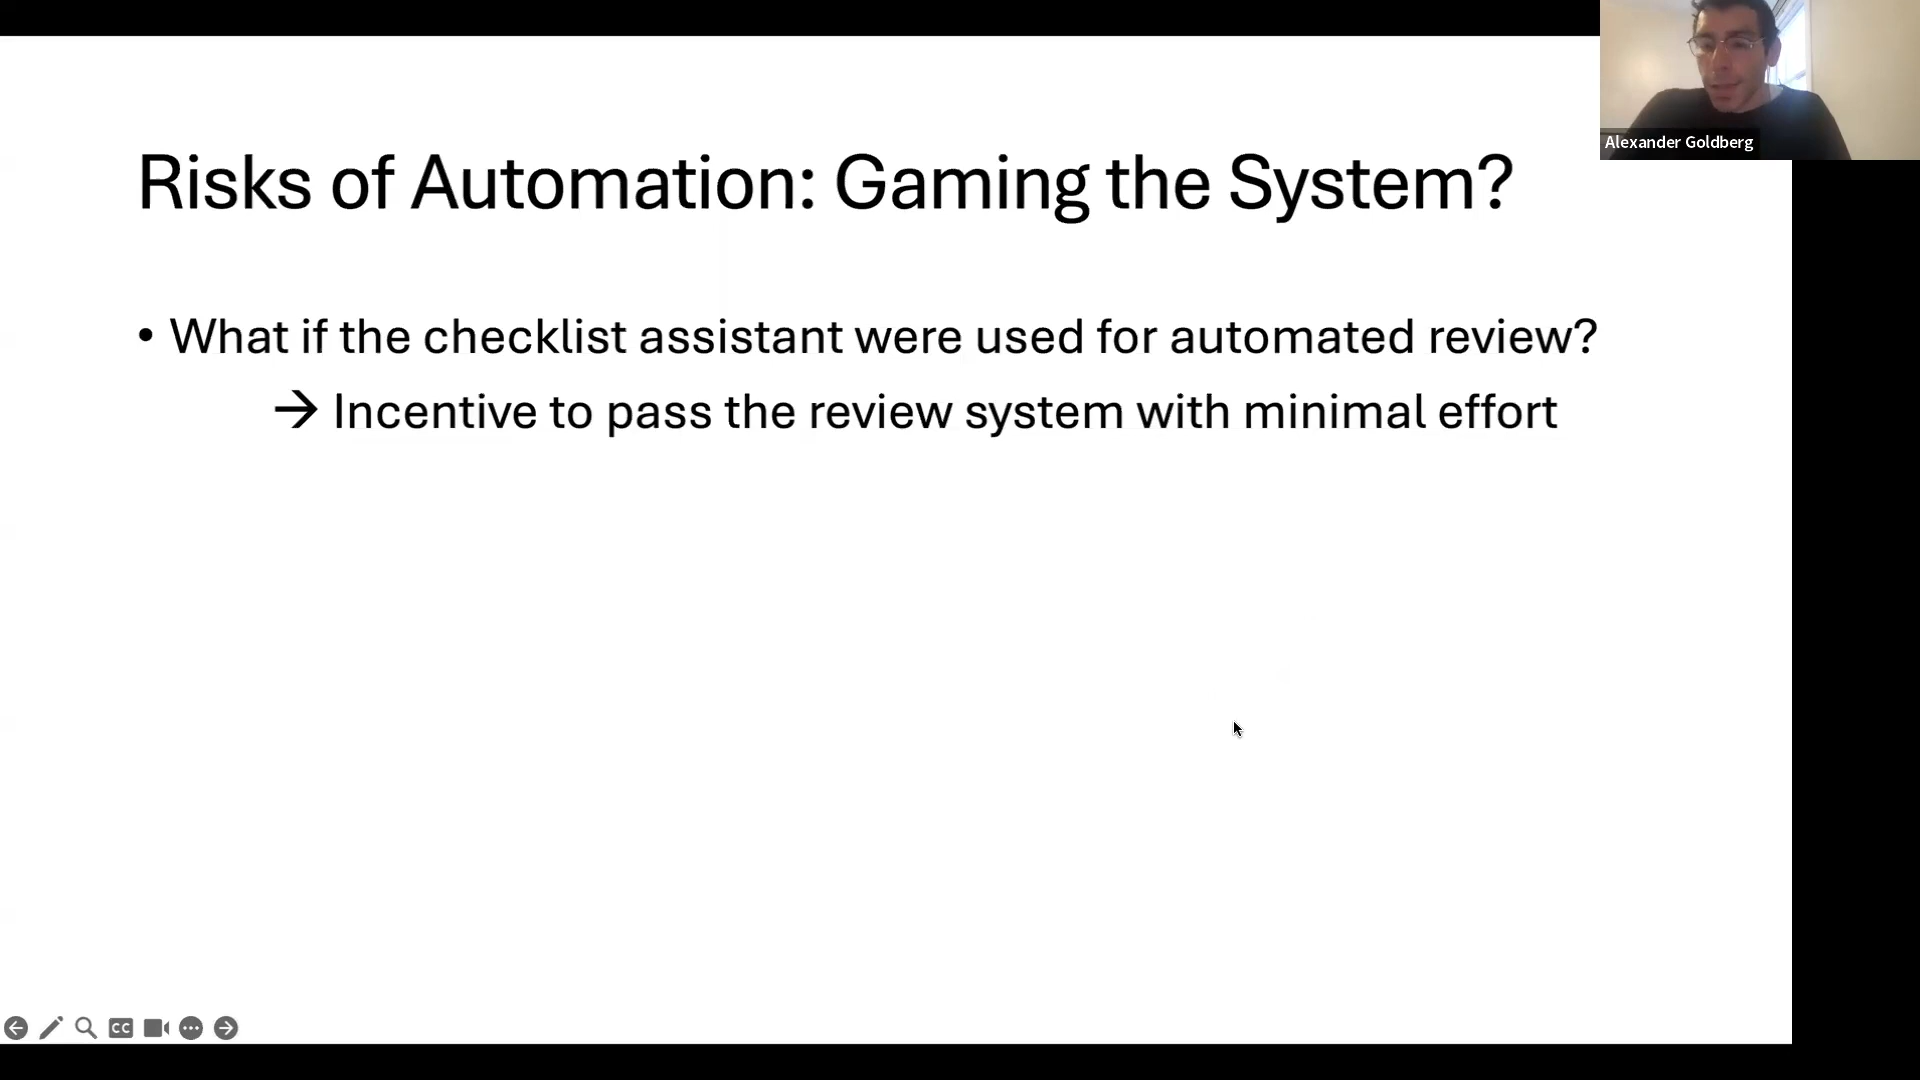 Alexander Goldberg
Risks of Automation: Gaming the System?
• What if the checklist assistant were used for automated review?
→ Incentive to pass the review system with minimal effort
CC